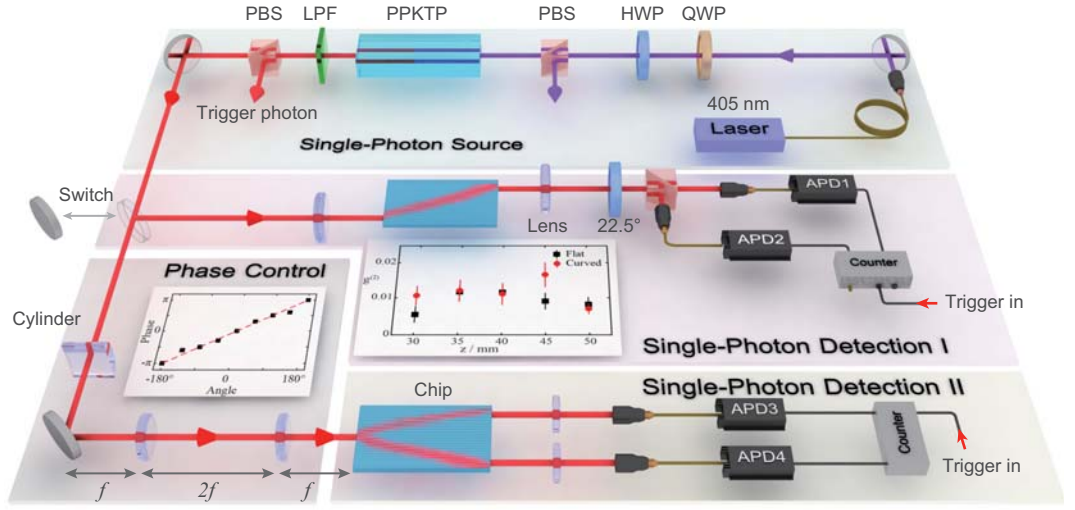 PBS LPF PPKTP PBS HWP QWP
405 nm
Laser
Trigger photon
Single-Photon Source
Switch
Lens
22.5°
APD1
APD2
Counter
Trigger in
g(2)
0.02
0.01
0
Flat
Curved
30 35 40 45 50
z / mm
Single-Photon Detection I
Phase Control
Cylinder
Phase
π
0
-π
-180° 0 180°
Angle
Single-Photon Detection II
Chip
APD3
APD4
Counter
Trigger in
f 2f f